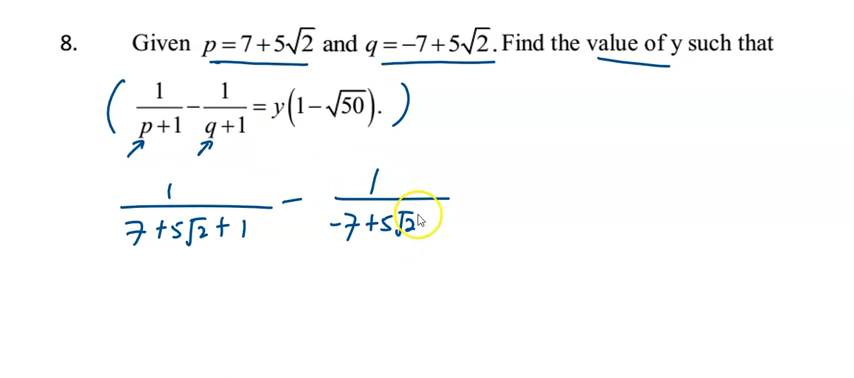 8. Given p = 7 + 5√2 and q = −7 + 5√2. Find the value of y such that
( 1/(p+1) − 1/(q+1) = y(1 − √50). )
1/(7 + 5√2 + 1) − 1/(−7 + 5√2